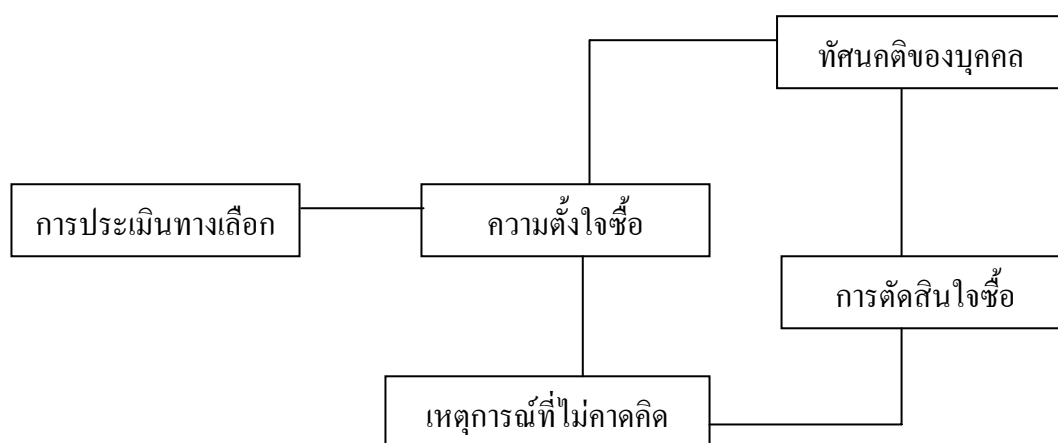 ทัศนคติของบุคคล
การประเมินทางเลือก
ความตั้งใจซื้อ
การตัดสินใจซื้อ
เหตุการณ์ที่ไม่คาดคิด